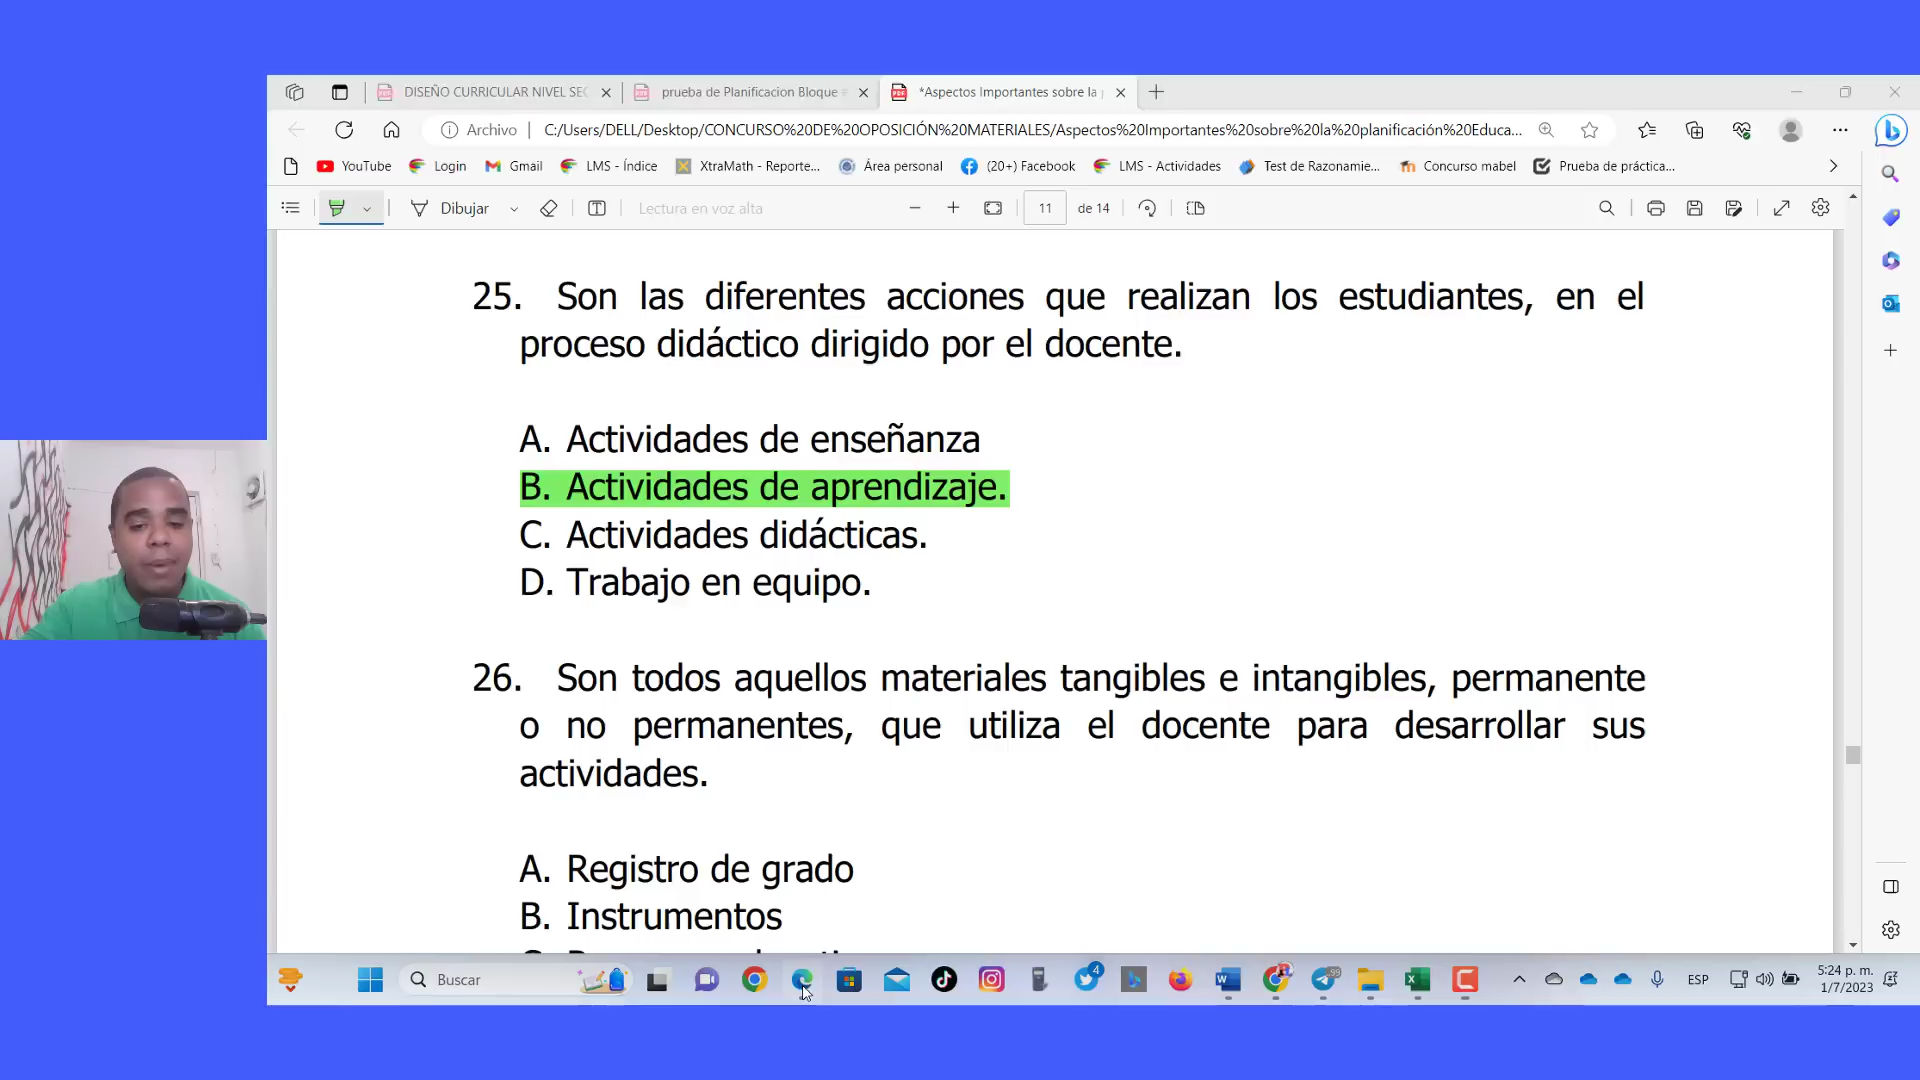 DISEÑO CURRICULAR NIVEL SEC
prueba de Planificacion Bloque
*Aspectos Importantes sobre la
Archivo
C:/Users/DELL/Desktop/CONCURSO%20DE%20OPOSICIÓN%20MATERIALES/Aspectos%20Importantes%20sobre%20la%20planificación%20Educa...
YouTube
Login
Gmail
LMS - Índice
XtraMath - Reporte...
Área personal
(20+) Facebook
LMS - Actividades
Test de Razonamie...
Concurso mabel
Prueba de práctica...
Dibujar
Lectura en voz alta
11
de 14
25. Son las diferentes acciones que realizan los estudiantes, en el
proceso didáctico dirigido por el docente.
A. Actividades de enseñanza
B. Actividades de aprendizaje.
C. Actividades didácticas.
D. Trabajo en equipo.
26. Son todos aquellos materiales tangibles e intangibles, permanente
o no permanentes, que utiliza el docente para desarrollar sus
actividades.
A. Registro de grado
B. Instrumentos
Buscar
4
99
ESP
5:24 p. m.
1/7/2023